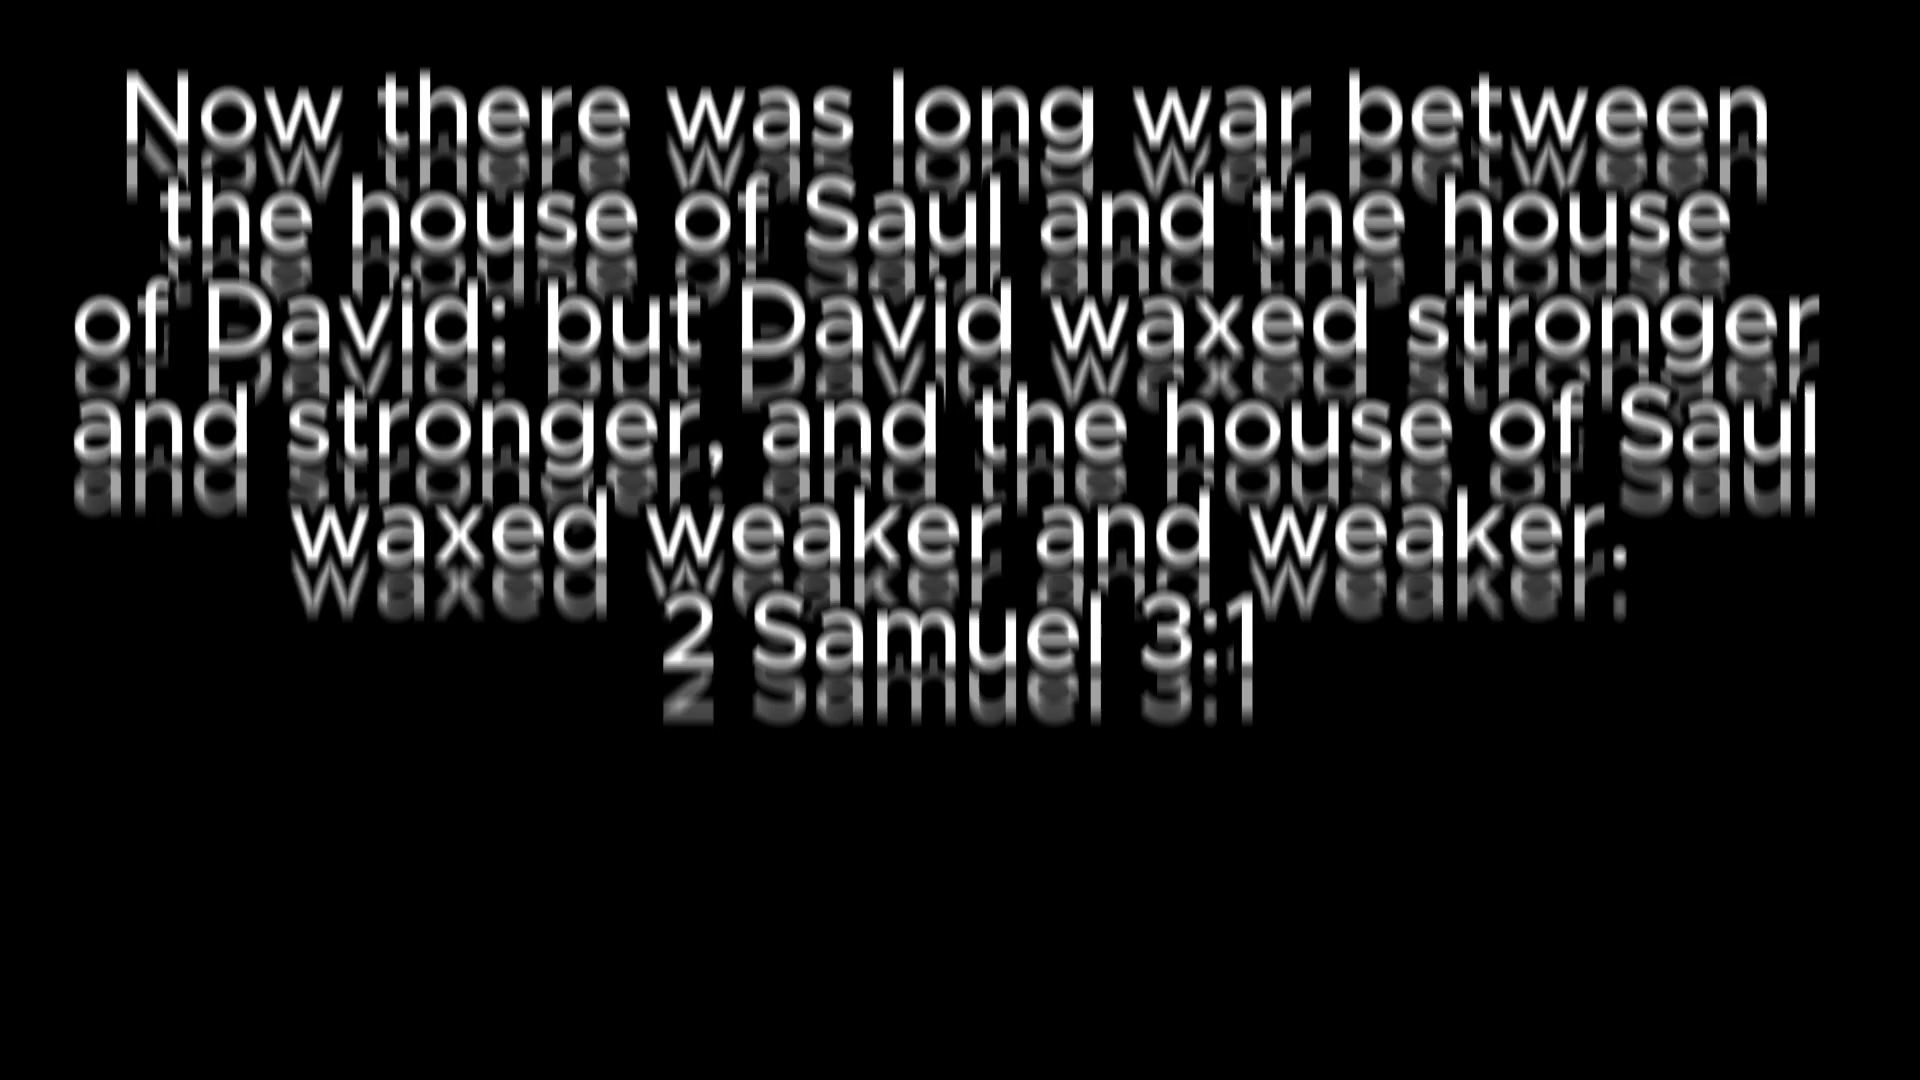 Now there was long war between
the house of Saul and the house
of David: but David waxed stronger
and stronger, and the house of Saul
waxed weaker and weaker.
2 Samuel 3:1